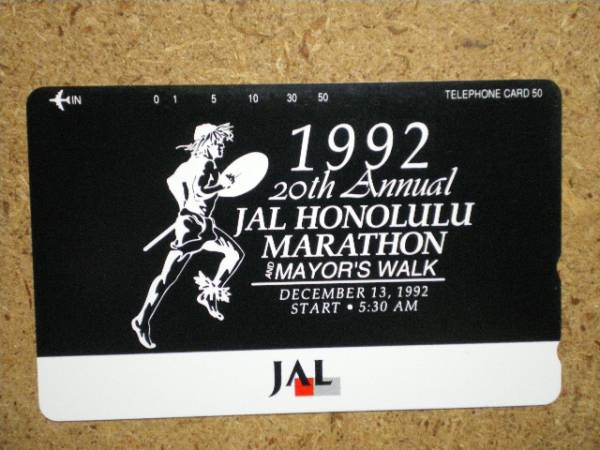 IN 0 1 5 10 30 50 TELEPHONE CARD 50
1992
20th Annual
JAL HONOLULU
MARATHON
AND MAYOR'S WALK
DECEMBER 13, 1992
START • 5:30 AM
JAL